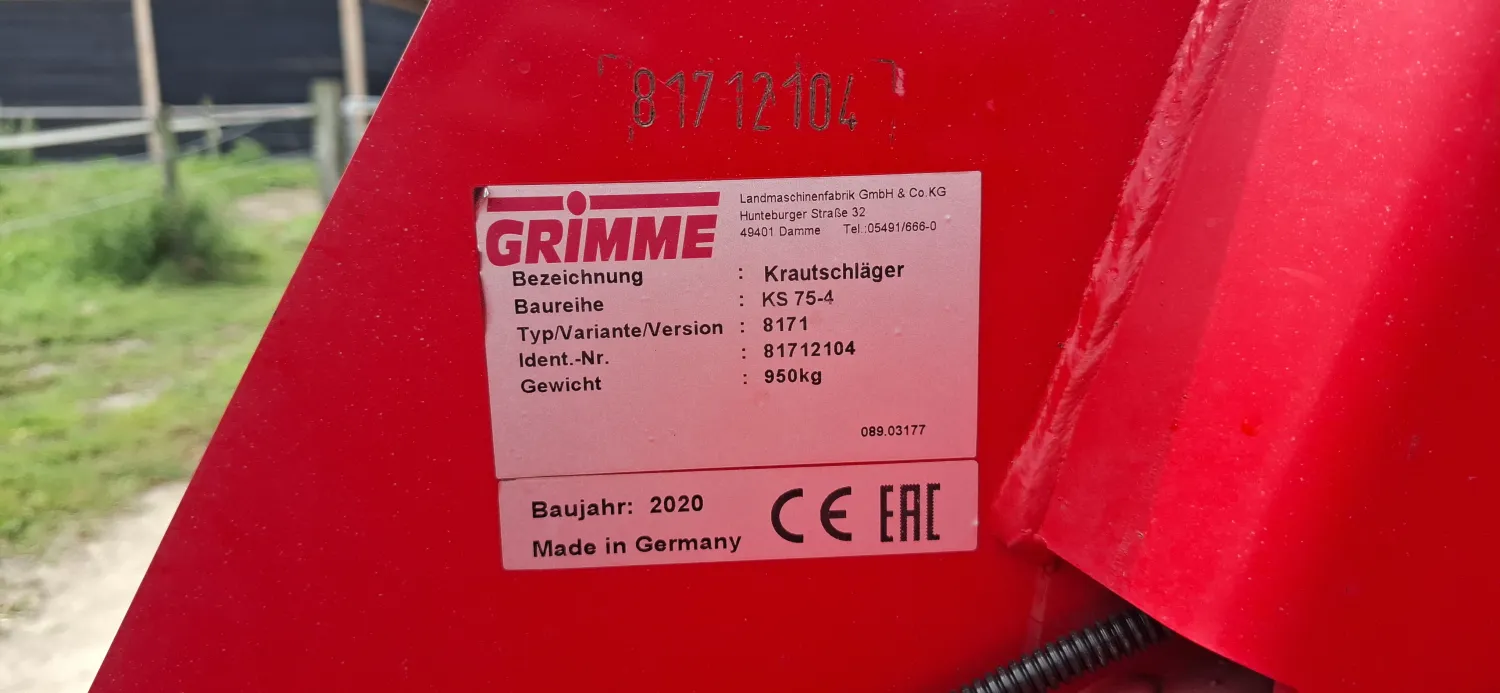 81712104
GRIMME
Landmaschinenfabrik GmbH & Co.KG
Hunteburger Straße 32
49401 Damme Tel.:05491/666-0
Bezeichnung : Krautschläger
Baureihe : KS 75-4
Typ/Variante/Version : 8171
Ident.-Nr. : 81712104
Gewicht : 950kg
089.03177
Baujahr: 2020 CE EAC
Made in Germany